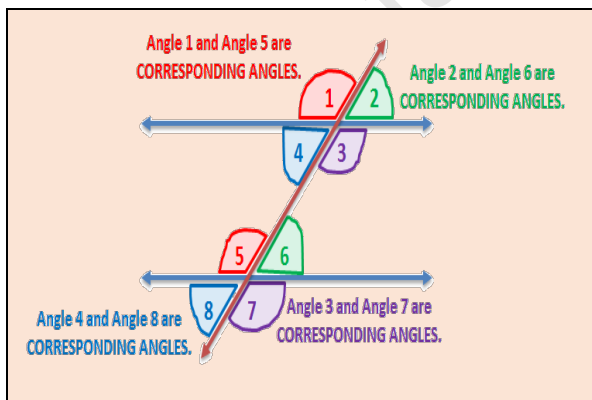 Angle 1 and Angle 5 are
CORRESPONDING ANGLES.
Angle 2 and Angle 6 are
CORRESPONDING ANGLES.
1
2
4
3
5
6
8
7
Angle 4 and Angle 8 are
CORRESPONDING ANGLES.
Angle 3 and Angle 7 are
CORRESPONDING ANGLES.